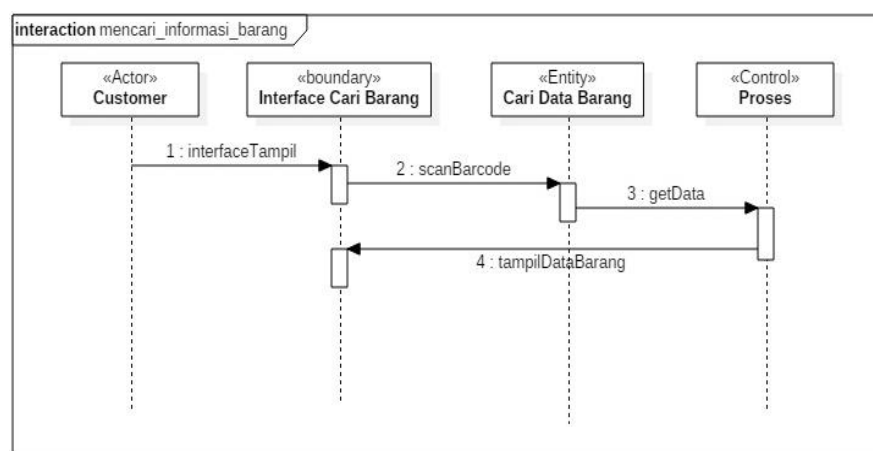 interaction mencari_informasi_barang
«Actor»
Customer
«boundary»
Interface Cari Barang
«Entity»
Cari Data Barang
«Control»
Proses
1 : interfaceTampil
2 : scanBarcode
3 : getData
4 : tampilDataBarang